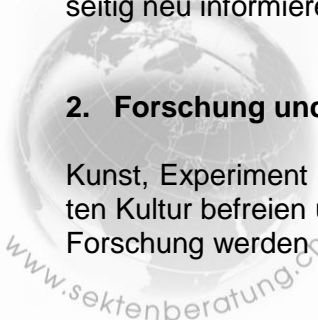 seitig neu informiere
2. Forschung und
Kunst, Experiment
ten Kultur befreien u
Forschung werden
www.sektenberatung.c